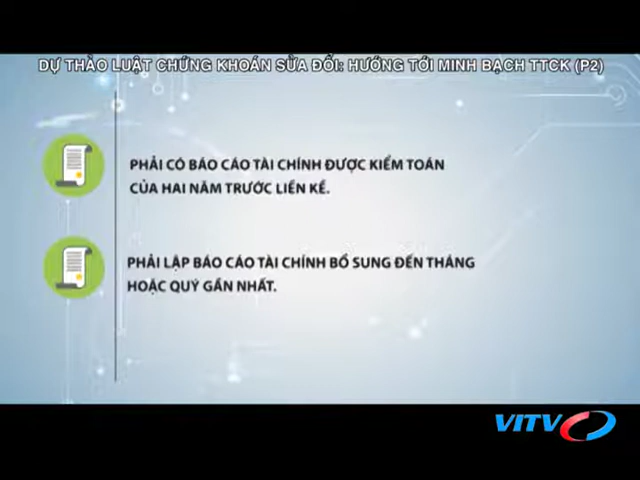 DỰ THẢO LUẬT CHỨNG KHOÁN SỬA ĐỔI: HƯỚNG TỚI MINH BẠCH TTCK (P2)
PHẢI CÓ BÁO CÁO TÀI CHÍNH ĐƯỢC KIỂM TOÁN
CỦA HAI NĂM TRƯỚC LIỀN KỀ.
PHẢI LẬP BÁO CÁO TÀI CHÍNH BỔ SUNG ĐẾN THÁNG
HOẶC QUÝ GẦN NHẤT.
VITV